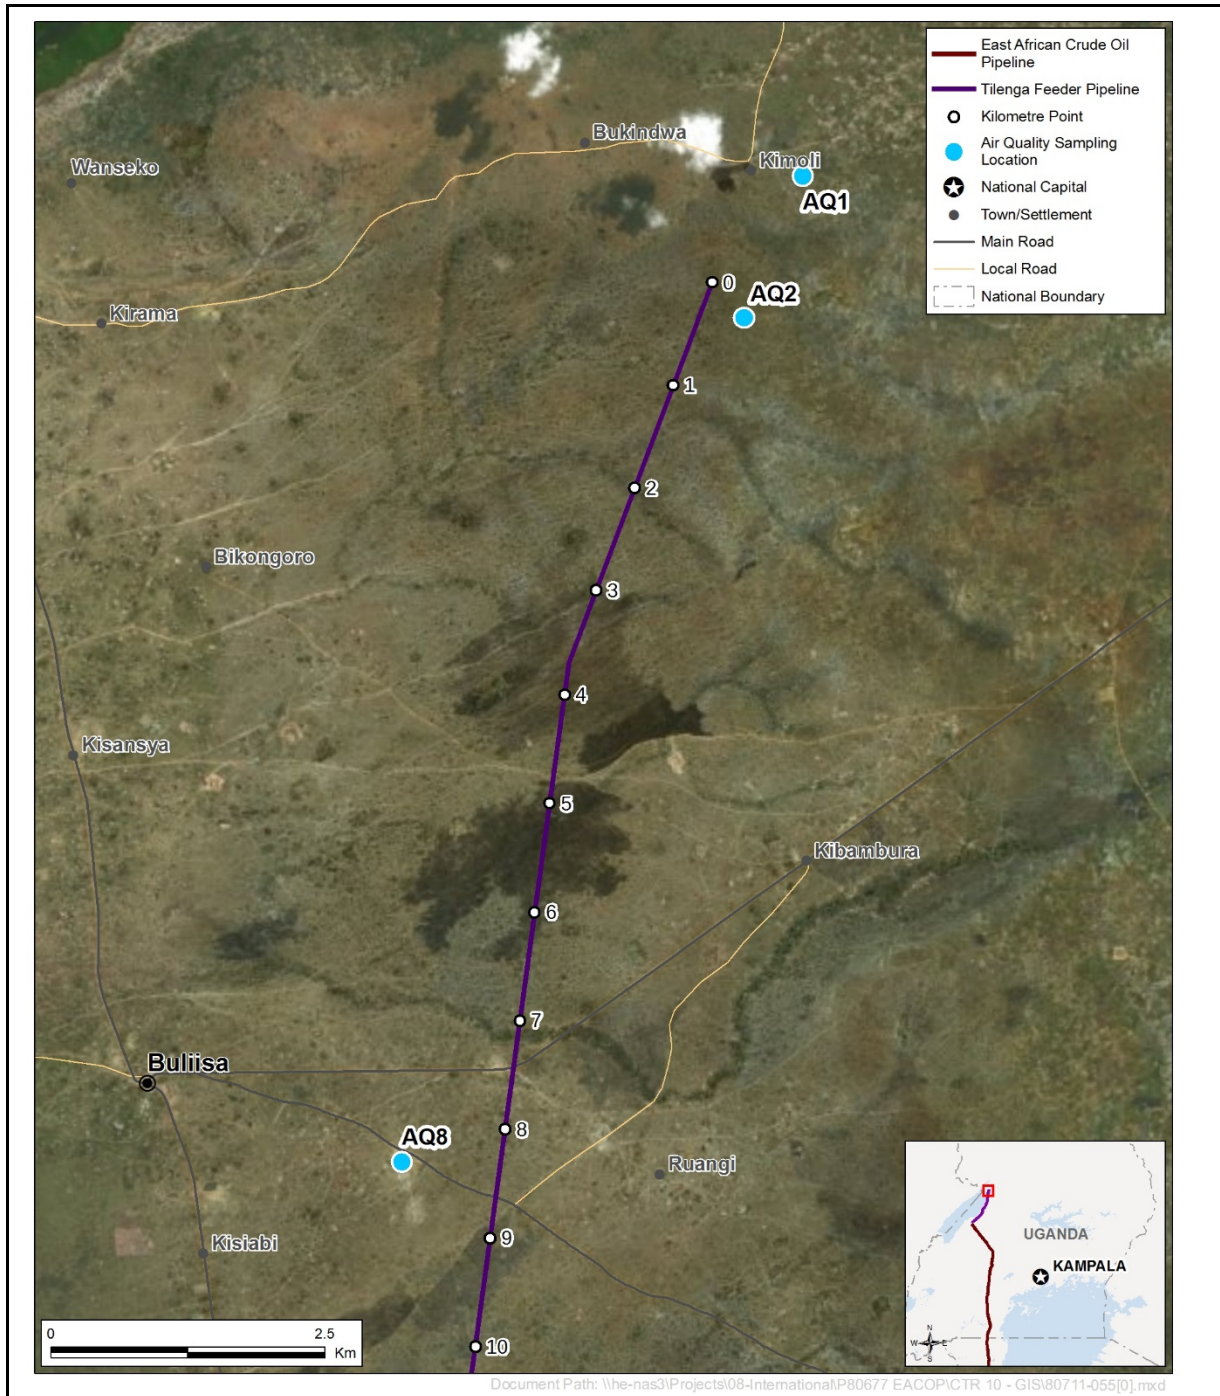 East African Crude Oil
Pipeline
Tilenga Feeder Pipeline
Kilometre Point
Air Quality Sampling
Location
National Capital
Town/Settlement
Main Road
Local Road
National Boundary
Bukindwa
Wanseko
Kimoli
AQ1
0
AQ2
Kirama
1
2
Bikongoro
3
4
Kisansya
5
Kibambura
6
7
Buliisa
8
AQ8
Ruangi
9
Kisiabi
10
0 2.5
Km
UGANDA
KAMPALA
N
W E
S
Document Path: \\he-nas3\Projects\08-International\P80677 EACOP\CTR 10 - GIS\80711-055[0].mxd